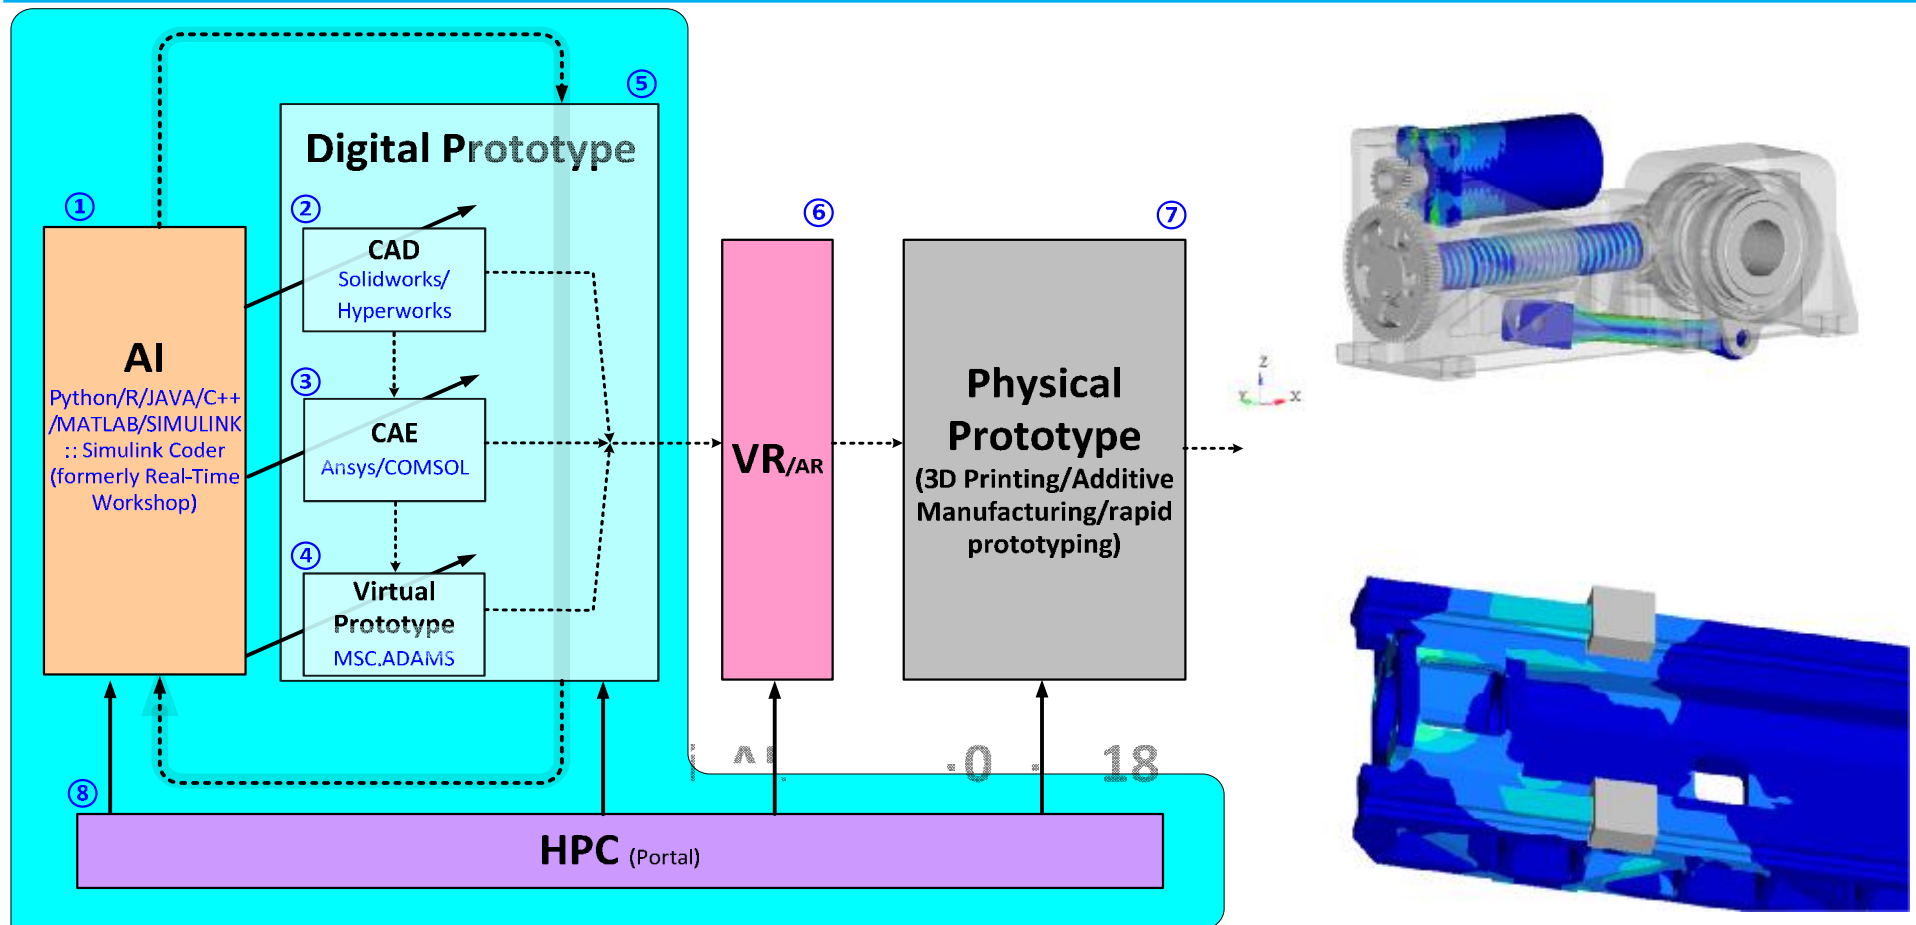 ①
AI
Python/R/JAVA/C++
/MATLAB/SIMULINK
:: Simulink Coder
(formerly Real-Time
Workshop)
⑤
Digital Prototype
②
CAD
Solidworks/
Hyperworks
③
CAE
Ansys/COMSOL
④
Virtual
Prototype
MSC.ADAMS
⑥
VR/AR
⑦
Physical
Prototype
(3D Printing/Additive
Manufacturing/rapid
prototyping)
18
⑧
HPC (Portal)
Z
Y
X